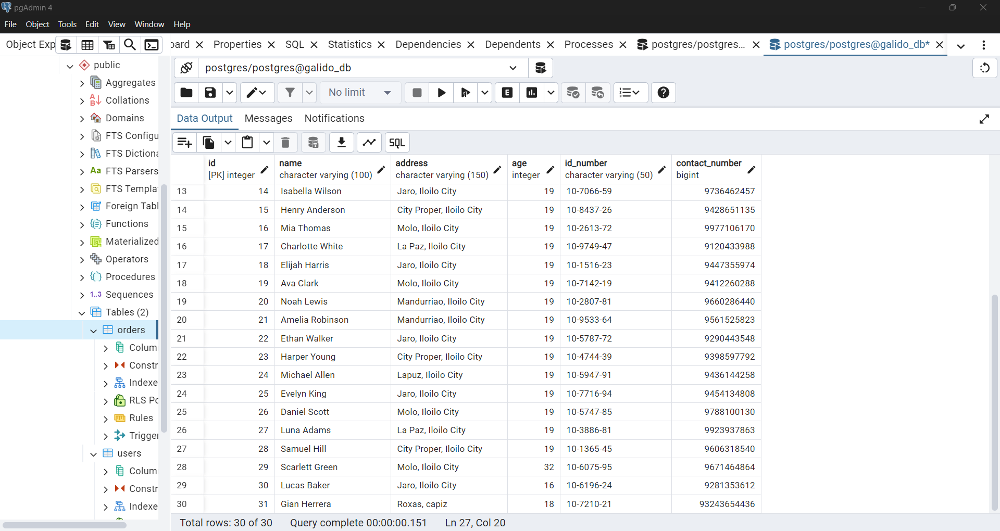 pgAdmin 4
File Object Tools Edit View Window Help
Object Exp
oard Properties SQL Statistics Dependencies Dependents Processes postgres/postgres... postgres/postgres@galido_db*
postgres/postgres@galido_db
No limit
E
Data Output Messages Notifications
SQL
public
Aggregates
Collations
Domains
FTS Configu
FTS Diction
FTS Parsers
FTS Templa
Foreign Tabl
Functions
Materialized
Operators
Procedures
1..3 Sequences
Tables (2)
orders
Colum
Constr
Indexe
RLS Po
Rules
Trigger
users
Colum
Constr
Indexe
id name address age id_number contact_number
[PK] integer character varying (100) character varying (150) integer character varying (50) bigint
13 14 Isabella Wilson Jaro, Iloilo City 19 10-7066-59 9736462457
14 15 Henry Anderson City Proper, Iloilo City 19 10-8437-26 9428651135
15 16 Mia Thomas Molo, Iloilo City 19 10-2613-72 9977106170
16 17 Charlotte White La Paz, Iloilo City 19 10-9749-47 9120433988
17 18 Elijah Harris Jaro, Iloilo City 19 10-1516-23 9447355974
18 19 Ava Clark Molo, Iloilo City 19 10-7142-19 9412260288
19 20 Noah Lewis Mandurriao, Iloilo City 19 10-2807-81 9660286440
20 21 Amelia Robinson Mandurriao, Iloilo City 19 10-9533-64 9561525823
21 22 Ethan Walker Jaro, Iloilo City 19 10-5787-72 9290443548
22 23 Harper Young City Proper, Iloilo City 19 10-4744-39 9398597792
23 24 Michael Allen Lapuz, Iloilo City 19 10-5947-91 9436144258
24 25 Evelyn King Jaro, Iloilo City 19 10-7716-94 9454134808
25 26 Daniel Scott Molo, Iloilo City 19 10-5747-85 9788100130
26 27 Luna Adams La Paz, Iloilo City 19 10-3886-81 9923937863
27 28 Samuel Hill City Proper, Iloilo City 19 10-1365-45 9606318540
28 29 Scarlett Green Molo, Iloilo City 32 10-6075-95 9671464864
29 30 Lucas Baker Jaro, Iloilo City 16 10-6196-24 9281353612
30 31 Gian Herrera Roxas, capiz 18 10-7210-21 93243654436
Total rows: 30 of 30 Query complete 00:00:00.151 Ln 27, Col 20